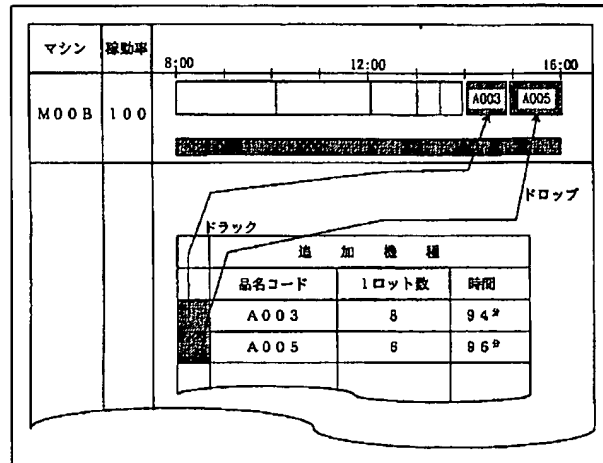 マシン 稼動率
8:00 12:00 16:00
M00B 100
A003 A005
ドロップ
ドラック
追加機種
品名コード 1ロット数 時間
A003 8 94分
A005 6 96分